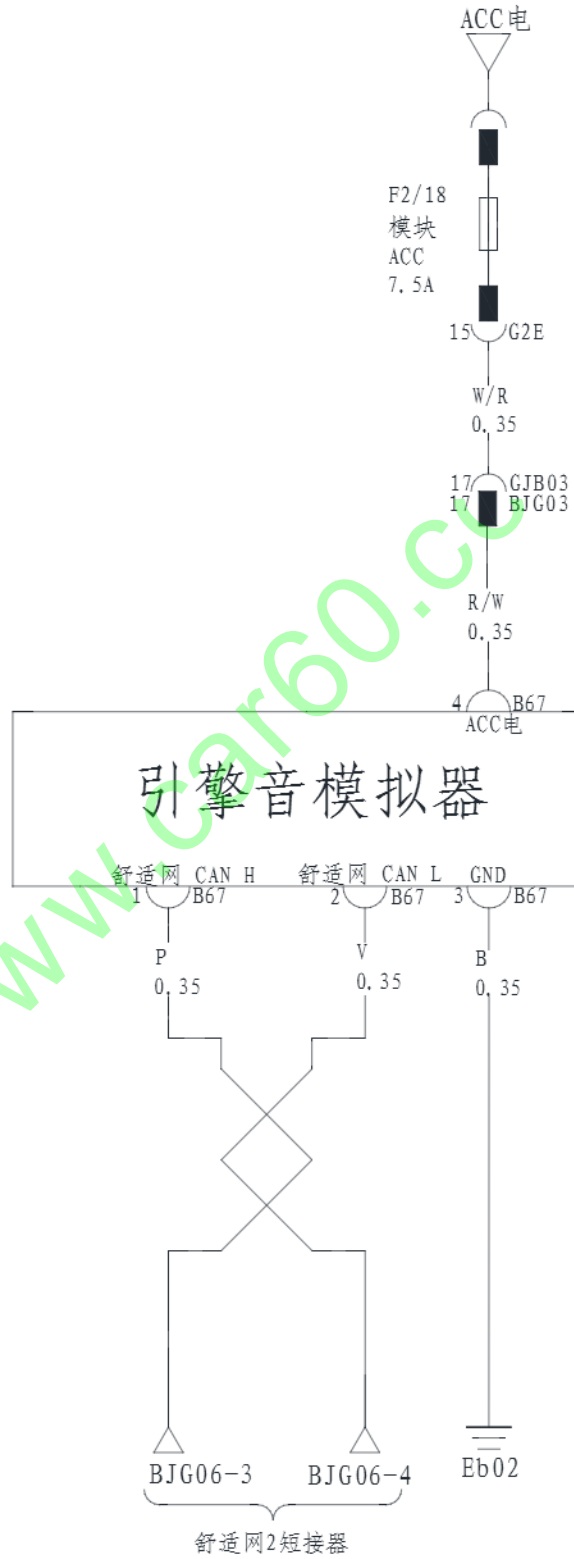 ACC电
F2/18
模块
ACC
7.5A
15 G2E
W/R
0.35
17 GJB03
17 BJG03
R/W
0.35
4 B67
ACC电
引擎音模拟器
舒适网 CAN H 舒适网 CAN L GND
1 B67 2 B67 3 B67
P V B
0.35 0.35 0.35
BJG06-3 BJG06-4 Eb02
舒适网2短接器
ww.car60.cc